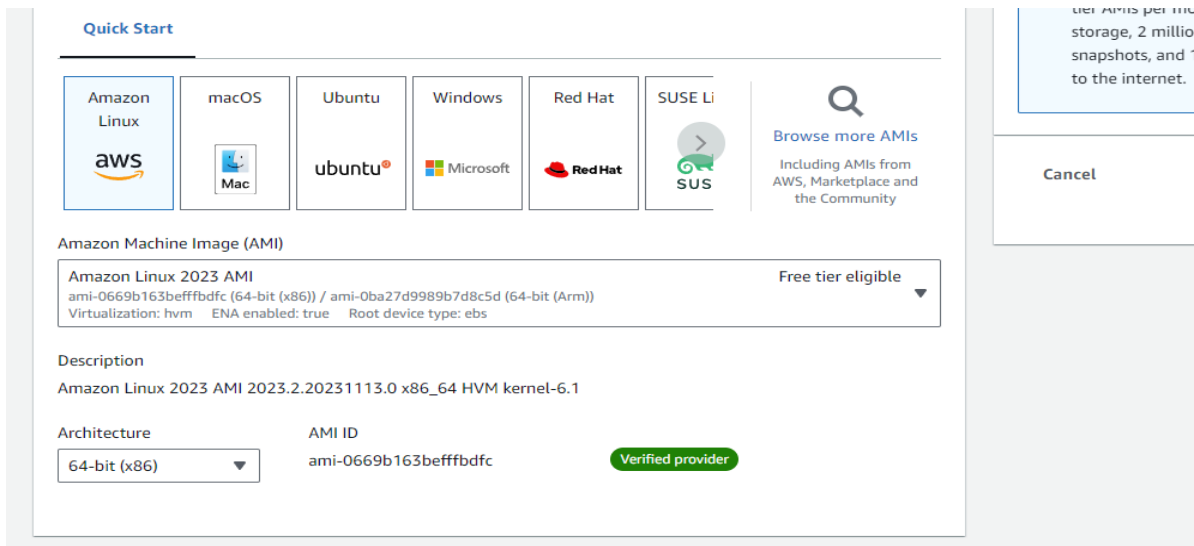 Quick Start
Amazon
Linux
aws
macOS
Mac
Ubuntu
ubuntu
Windows
Microsoft
Red Hat
Red Hat
SUSE Li
SUS
Browse more AMIs
Including AMIs from
AWS, Marketplace and
the Community
Amazon Machine Image (AMI)
Amazon Linux 2023 AMI
Free tier eligible
ami-0669b163befffbdfc (64-bit (x86)) / ami-0ba27d9989b7d8c5d (64-bit (Arm))
Virtualization: hvm ENA enabled: true Root device type: ebs
Description
Amazon Linux 2023 AMI 2023.2.20231113.0 x86_64 HVM kernel-6.1
Architecture
AMI ID
64-bit (x86)
ami-0669b163befffbdfc
Verified provider
tier AMIs per mo
storage, 2 millio
snapshots, and 1
to the internet.
Cancel